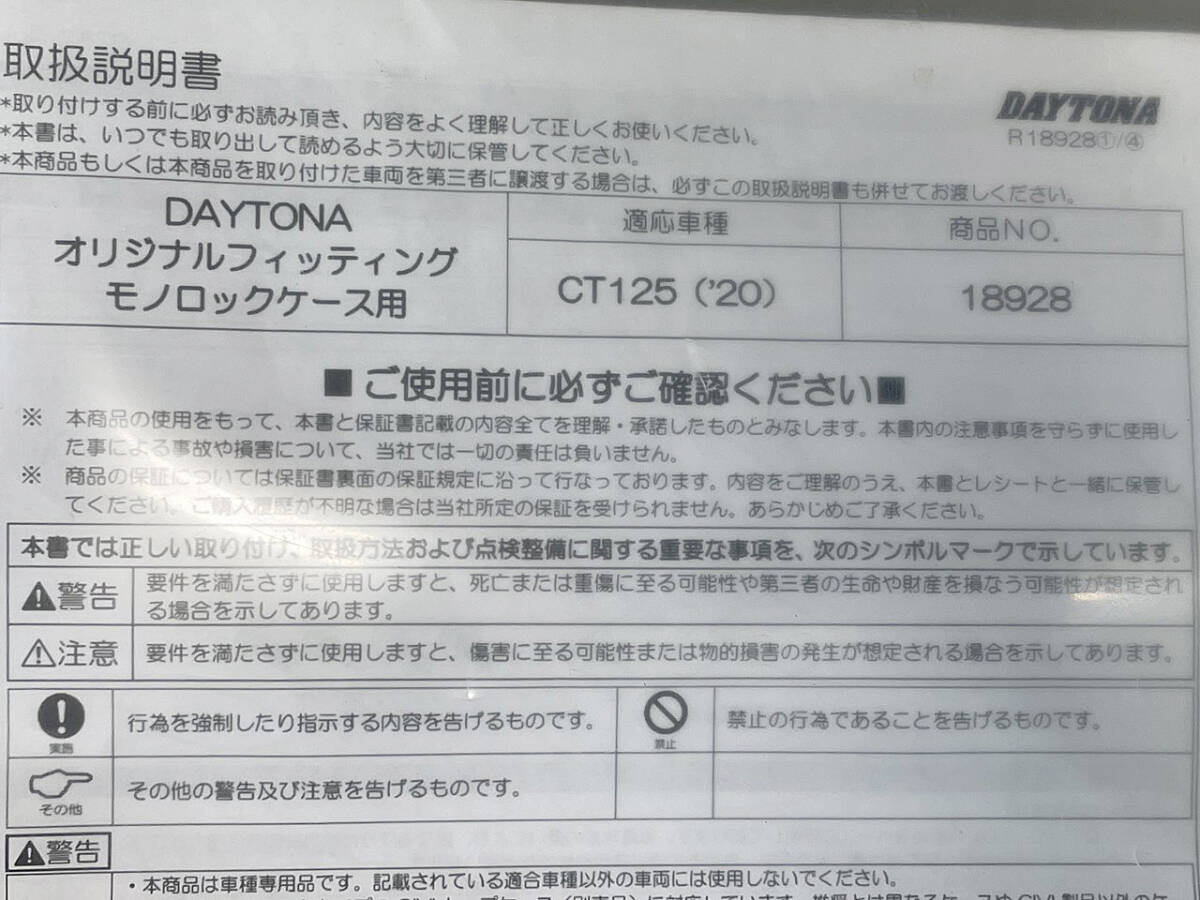 取扱説明書
*取り付けする前に必ずお読み頂き、内容をよく理解して正しくお使いください。
*本書は、いつでも取り出して読めるよう大切に保管してください。
*本商品もしくは本商品を取り付けた車両を第三者に譲渡する場合は、必ずこの取扱説明書も併せてお渡しください。
DAYTONA
R18928①/④
DAYTONA
オリジナルフィッティング
モノロックケース用
適応車種
商品NO.
CT125（'20）
18928
■ご使用前に必ずご確認ください■
※ 本商品の使用をもって、本書と保証書記載の内容全てを理解・承諾したものとみなします。本書内の注意事項を守らずに使用し
た事による事故や損害について、当社では一切の責任は負いません。
※ 商品の保証については保証書裏面の保証規定に沿って行なっております。内容をご理解のうえ、本書とレシートと一緒に保管し
てください。ご購入履歴が不明な場合は当社所定の保証を受けられません。あらかじめご了承ください。
本書では正しい取り付け、取扱方法および点検整備に関する重要な事項を、次のシンボルマークで示しています。
警告
要件を満たさずに使用しますと、死亡または重傷に至る可能性や第三者の生命や財産を損なう可能性が想定され
る場合を示してあります。
注意
要件を満たさずに使用しますと、傷害に至る可能性または物的損害の発生が想定される場合を示してあります。
実施
行為を強制したり指示する内容を告げるものです。
禁止
禁止の行為であることを告げるものです。
その他
その他の警告及び注意を告げるものです。
警告
・本商品は車種専用品です。記載されている適合車種以外の車両には使用しないでください。